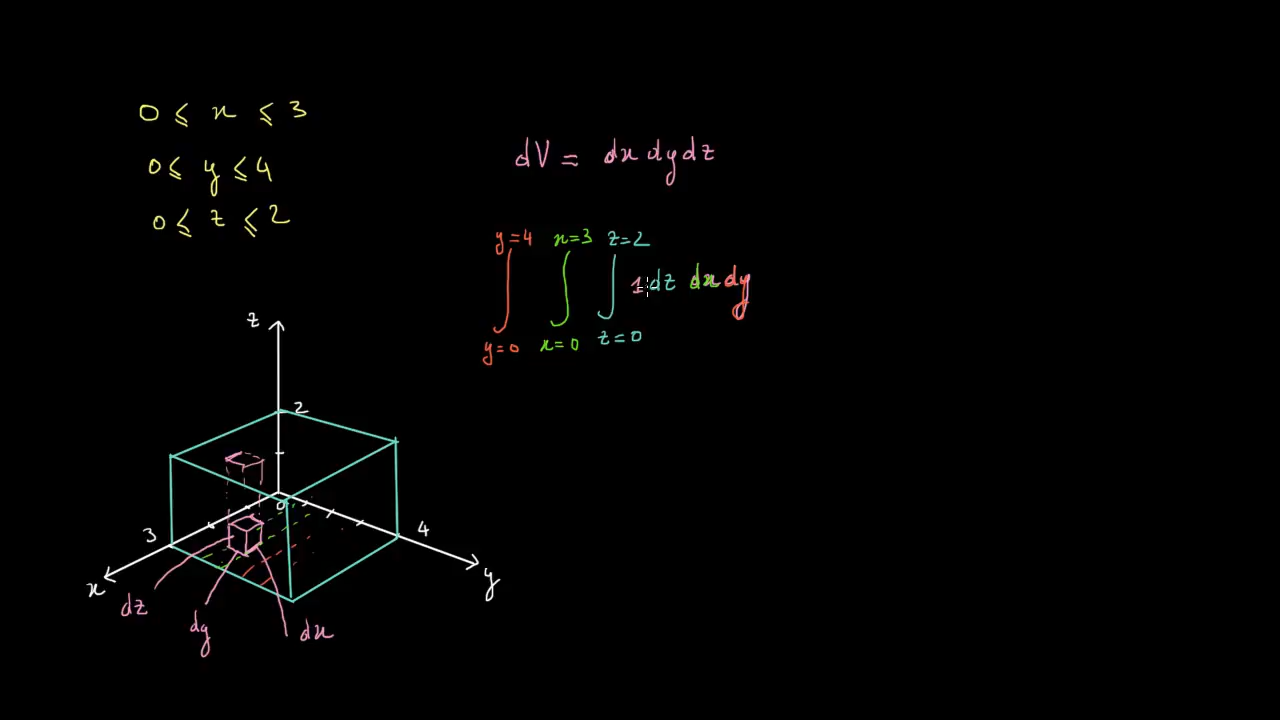 0 ≤ x ≤ 3
0 ≤ y ≤ 4
0 ≤ z ≤ 2
dV = dx dy dz
y=4 x=3 z=2
∫ ∫ ∫ 1 dz dx dy
y=0 x=0 z=0
z
2
0
3
4
x
y
dz
dy
dx